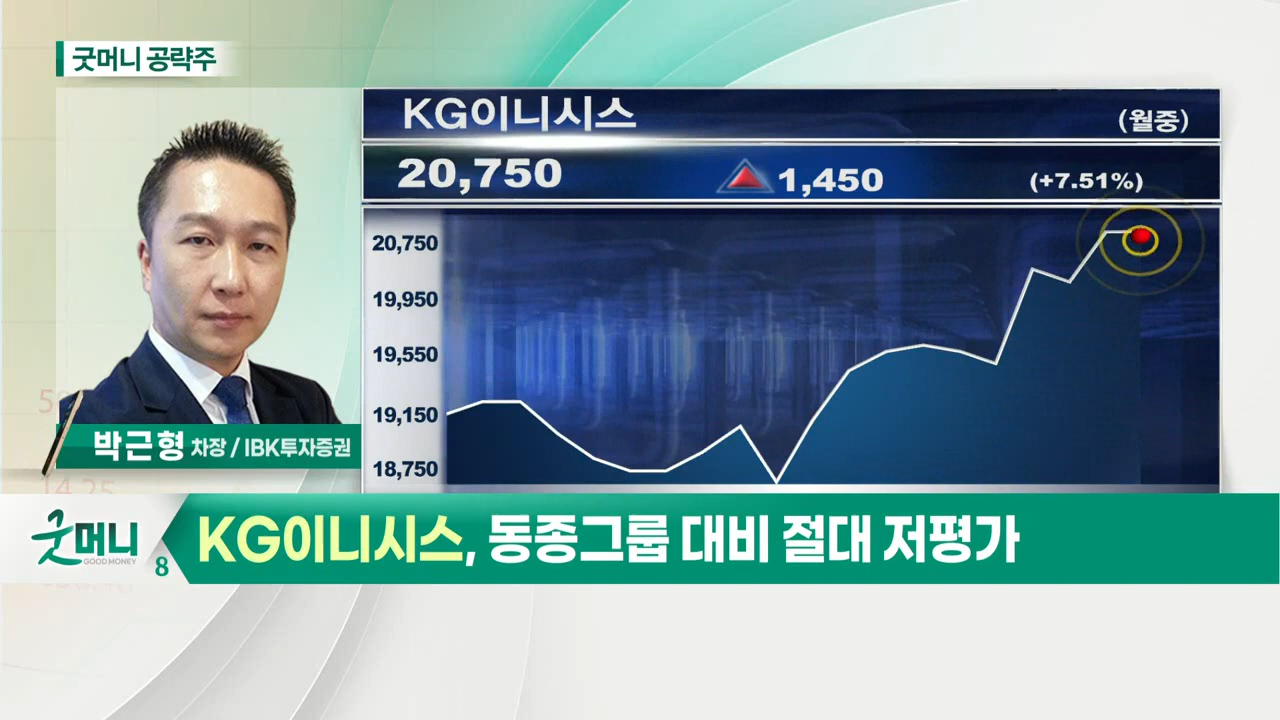 굿머니 공략주
KG이니시스
(월중)
20,750
1,450
(+7.51%)
20,750
19,950
19,550
19,150
18,750
박근형 차장 / IBK투자증권
굿머니
GOOD MONEY
8
KG이니시스, 동종그룹 대비 절대 저평가